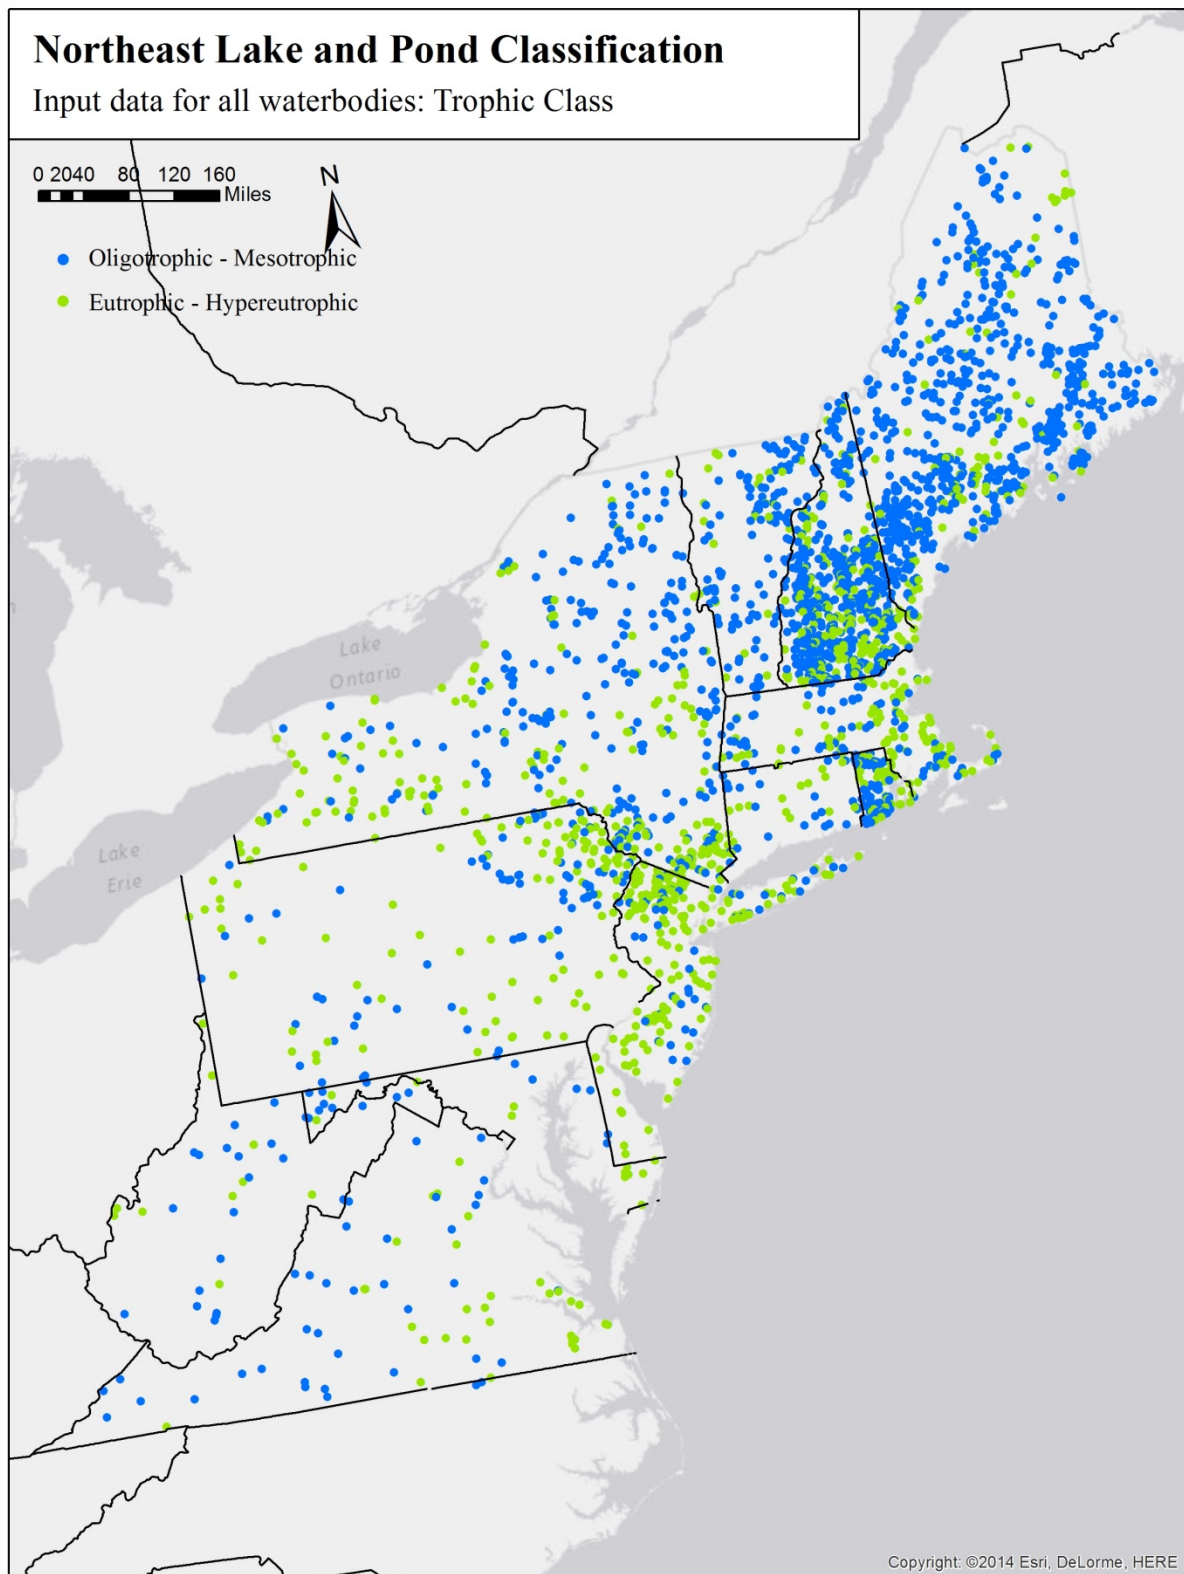 Northeast Lake and Pond Classification
Input data for all waterbodies: Trophic Class
0 2040 80 120 160
Miles
N
Oligotrophic - Mesotrophic
Eutrophic - Hypereutrophic
Lake
Ontario
Lake
Erie
Copyright: ©2014 Esri, DeLorme, HERE